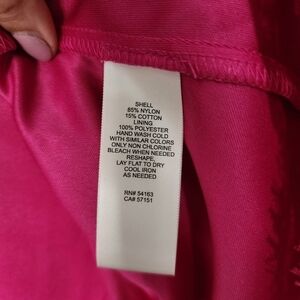 SHELL
85% NYLON
15% COTTON
LINING
100% POLYESTER
HAND WASH COLD
WITH SIMILAR COLORS
ONLY NON CHLORINE
BLEACH WHEN NEEDED
RESHAPE,
LAY FLAT TO DRY
COOL IRON
AS NEEDED
RN# 54163
CA# 57151